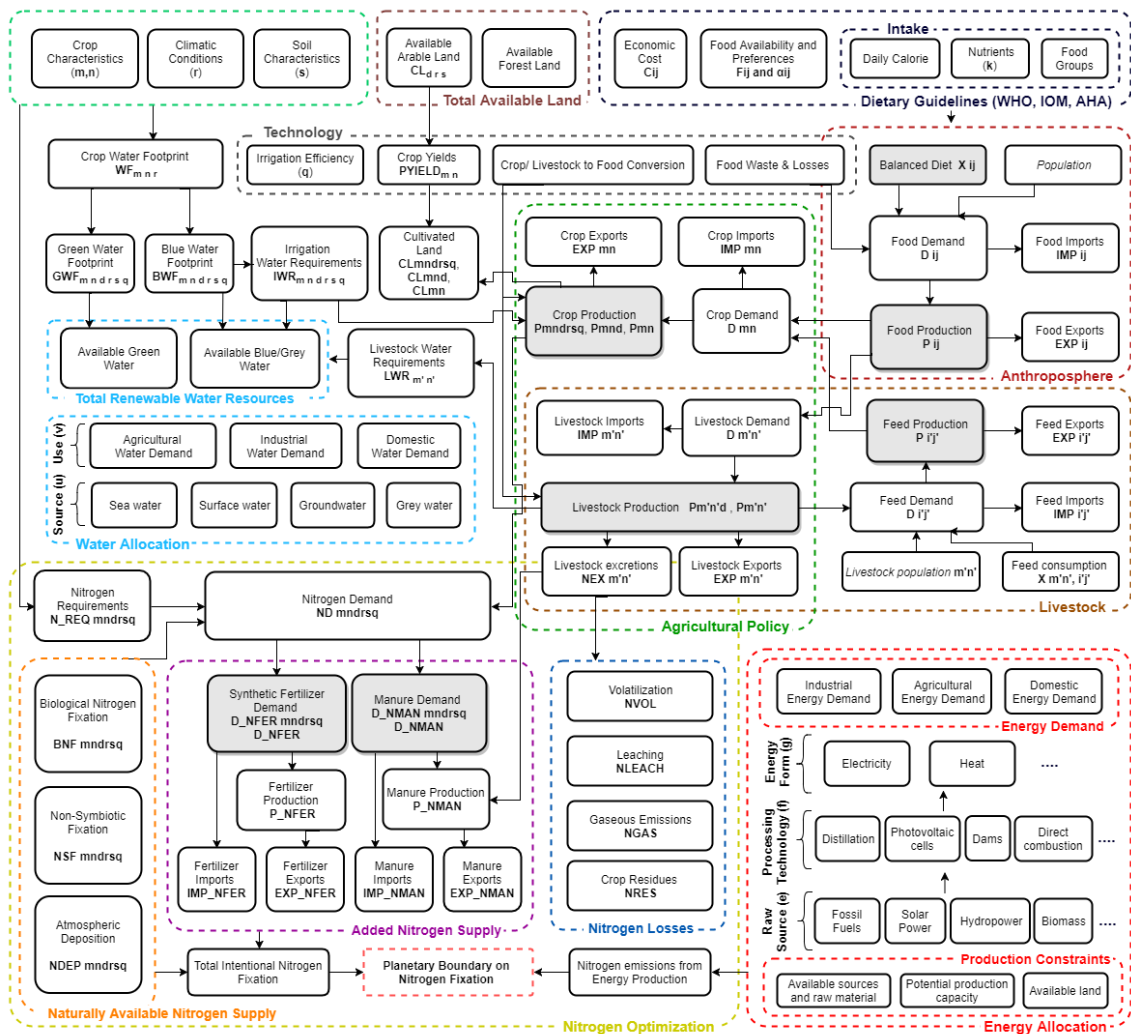 Crop
Characteristics
(m,n)
Climatic
Conditions
(r)
Soil
Characteristics
(s)
Available
Arable Land
CL d r s
Available
Forest Land
Total Available Land
Economic
Cost
Cij
Food Availability and
Preferences
Fij and αij
Intake
Daily Calorie
Nutrients
(k)
Food
Groups
Dietary Guidelines (WHO, IOM, AHA)
Technology
Crop Water Footprint
WF m n r
Irrigation Efficiency
(q)
Crop Yields
PYIELD m n
Crop/ Livestock to Food Conversion
Food Waste & Losses
Balanced Diet X ij
Population
Green Water
Footprint
GWF m n d r s q
Blue Water
Footprint
BWF m n d r s q
Irrigation
Water Requirements
IWR m n d r s q
Cultivated
Land
CLmndrsq,
CLmnd,
CLmn
Crop Exports
EXP mn
Crop Imports
IMP mn
Food Demand
D ij
Food Imports
IMP ij
Crop Production
Pmndrsq, Pmnd, Pmn
Crop Demand
D mn
Food Production
P ij
Food Exports
EXP ij
Anthroposphere
Available Green
Water
Available Blue/Grey
Water
Livestock Water
Requirements
LWR m' n'
Total Renewable Water Resources
Use (v)
Agricultural
Water Demand
Industrial
Water Demand
Domestic
Water Demand
Source (u)
Sea water
Surface water
Groundwater
Grey water
Water Allocation
Livestock Imports
IMP m'n'
Livestock Demand
D m'n'
Feed Production
P i'j'
Feed Exports
EXP i'j'
Livestock Production Pm'n'd , Pm'n'
Feed Demand
D i'j'
Feed Imports
IMP i'j'
Livestock excretions
NEX m'n'
Livestock Exports
EXP m'n'
Livestock population m'n'
Feed consumption
X m'n', i'j'
Livestock
Agricultural Policy
Nitrogen
Requirements
N_REQ mndrsq
Nitrogen Demand
ND mndrsq
Biological Nitrogen
Fixation
BNF mndrsq
Non-Symbiotic
Fixation
NSF mndrsq
Atmospheric
Deposition
NDEP mndrsq
Naturally Available Nitrogen Supply
Synthetic Fertilizer
Demand
D_NFER mndrsq
D_NFER
Manure Demand
D_NMAN mndrsq
D_NMAN
Fertilizer
Production
P_NFER
Manure Production
P_NMAN
Fertilizer
Imports
IMP_NFER
Fertilizer
Exports
EXP_NFER
Manure
Imports
IMP_NMAN
Manure
Exports
EXP_NMAN
Added Nitrogen Supply
Volatilization
NVOL
Leaching
NLEACH
Gaseous Emissions
NGAS
Crop Residues
NRES
Nitrogen Losses
Total Intentional Nitrogen
Fixation
Planetary Boundary on
Nitrogen Fixation
Nitrogen emissions from
Energy Production
Nitrogen Optimization
Industrial
Energy Demand
Agricultural
Energy Demand
Domestic
Energy Demand
Energy Demand
Energy
Form (g)
Electricity
Heat
....
Processing
Technology (f)
Distillation
Photovoltaic
cells
Dams
Direct
combustion
....
Raw
Source (e)
Fossil
Fuels
Solar
Power
Hydropower
Biomass
....
Production Constraints
Available sources
and raw material
Potential production
capacity
Available land
Energy Allocation